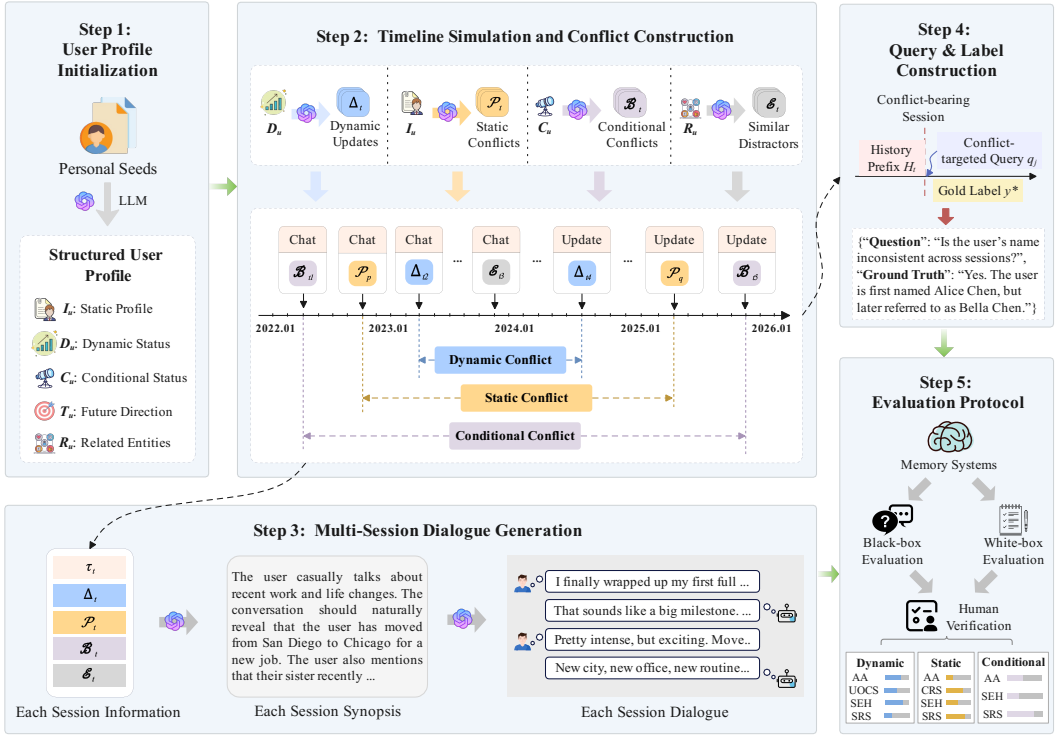 Step 1:
User Profile
Initialization
Personal Seeds
LLM
Structured User
Profile
I_u: Static Profile
D_u: Dynamic Status
C_u: Conditional Status
T_u: Future Direction
R_u: Related Entities
Step 2: Timeline Simulation and Conflict Construction
D_u
Δ_t
Dynamic
Updates
I_u
𝒫_t
Static
Conflicts
C_u
ℬ_t
Conditional
Conflicts
R_u
ℰ_t
Similar
Distractors
Chat
ℬ_t1
Chat
𝒫_p
Chat
Δ_t2
...
Chat
ℰ_t3
...
Update
Δ_t4
...
Update
𝒫_q
Update
ℬ_t5
2022.01 2023.01 2024.01 2025.01 2026.01
Dynamic Conflict
Static Conflict
Conditional Conflict
Step 3: Multi-Session Dialogue Generation
τ_t
Δ_t
𝒫_t
ℬ_t
ℰ_t
Each Session Information
The user casually talks about
recent work and life changes. The
conversation should naturally
reveal that the user has moved
from San Diego to Chicago for a
new job. The user also mentions
that their sister recently ...
Each Session Synopsis
I finally wrapped up my first full ...
That sounds like a big milestone. ...
Pretty intense, but exciting. Move..
New city, new office, new routine...
Each Session Dialogue
Step 4:
Query & Label
Construction
Conflict-bearing
Session
History
Prefix H_t
Conflict-
targeted Query q_j
Gold Label y*
{“Question”: “Is the user’s name
inconsistent across sessions?”,
“Ground Truth”: “Yes. The user
is first named Alice Chen, but
later referred to as Bella Chen.”}
Step 5:
Evaluation Protocol
Memory Systems
Black-box
Evaluation
White-box
Evaluation
Human
Verification
Dynamic
AA
UOCS
SEH
SRS
Static
AA
CRS
SEH
SRS
Conditional
AA
SEH
SRS